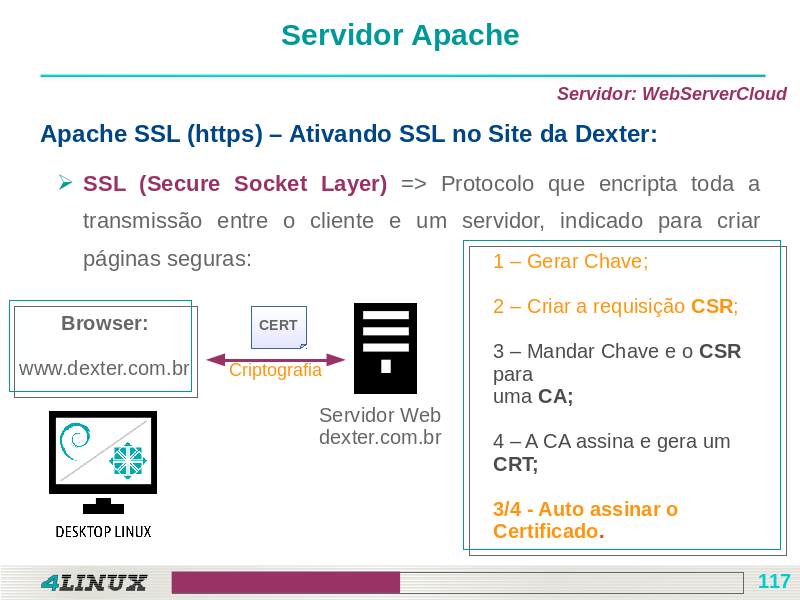 Servidor Apache
Servidor: WebServerCloud
Apache SSL (https) – Ativando SSL no Site da Dexter:
SSL (Secure Socket Layer) => Protocolo que encripta toda a
transmissão entre o cliente e um servidor, indicado para criar
páginas seguras:
Browser:
www.dexter.com.br
CERT
Criptografia
Servidor Web
dexter.com.br
DESKTOP LINUX
1 – Gerar Chave;
2 – Criar a requisição CSR;
3 – Mandar Chave e o CSR
para
uma CA;
4 – A CA assina e gera um
CRT;
3/4 - Auto assinar o
Certificado.
4LINUX
117